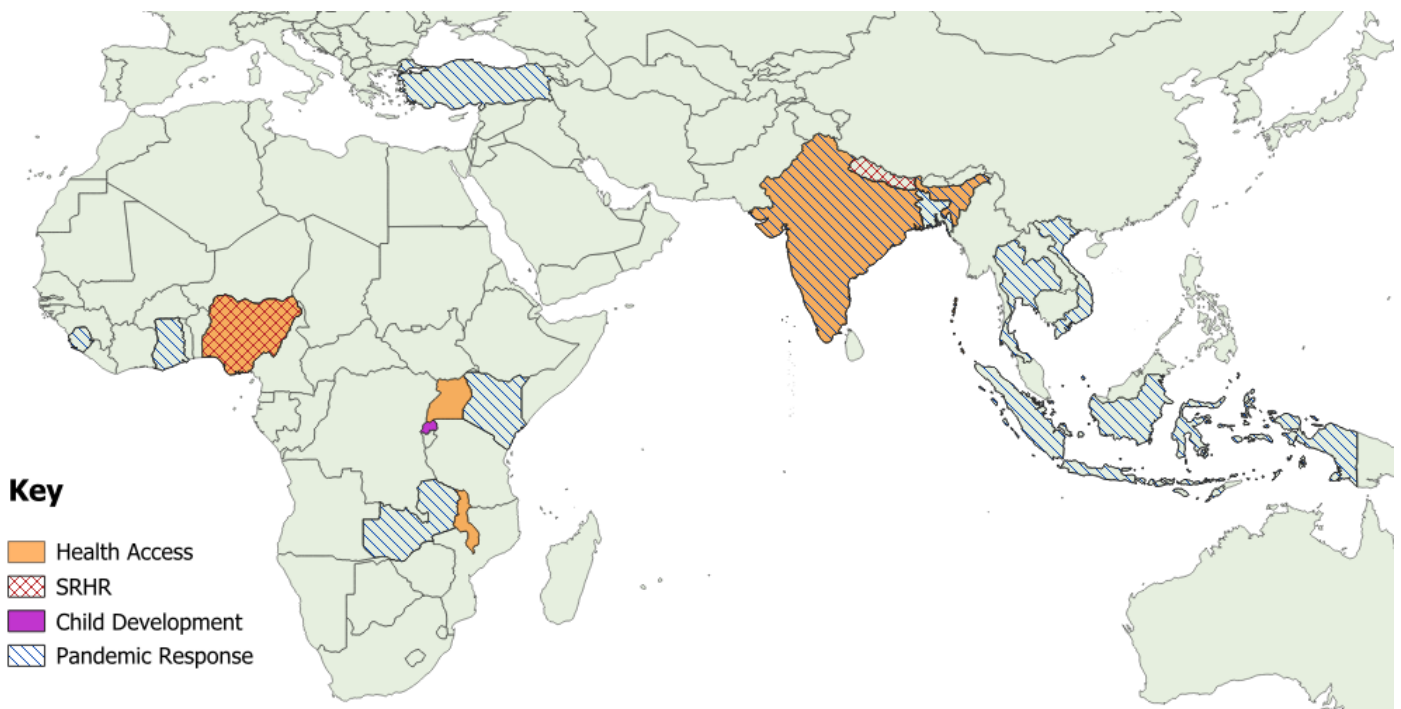 Key
Health Access
SRHR
Child Development
Pandemic Response